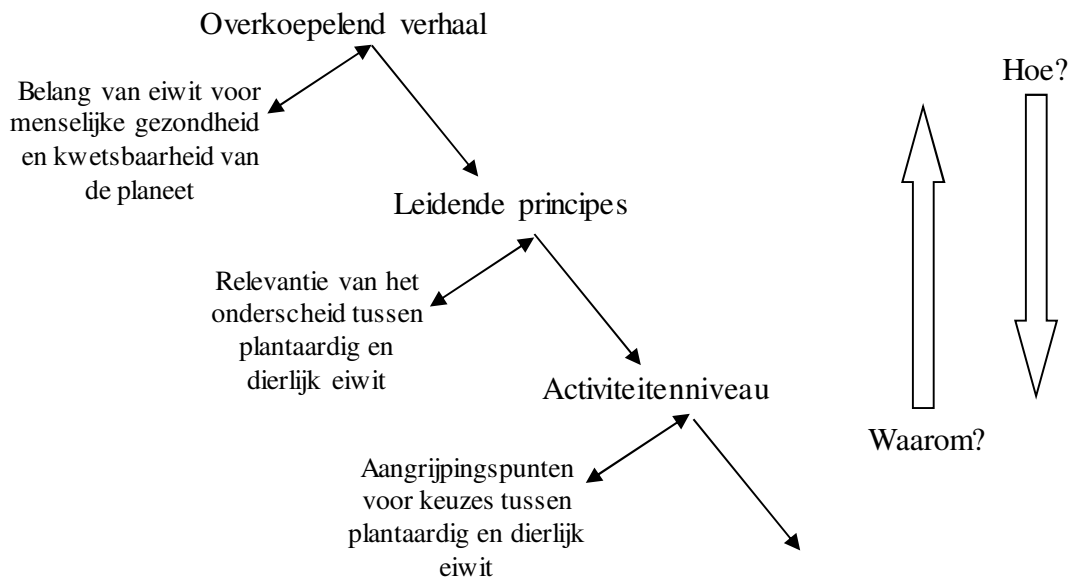 Overkoepelend verhaal
Belang van eiwit voor
menselijke gezondheid
en kwetsbaarheid van
de planeet
Leidende principes
Relevantie van het
onderscheid tussen
plantaardig en
dierlijk eiwit
Activiteitenniveau
Aangrijpingspunten
voor keuzes tussen
plantaardig en dierlijk
eiwit
Hoe?
Waarom?